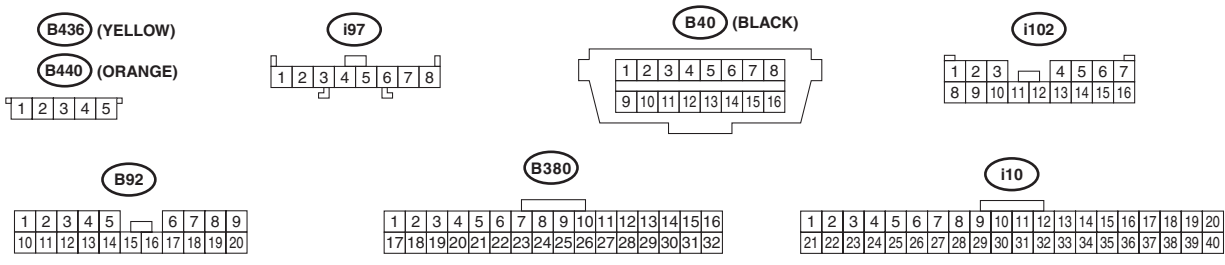 B436 (YELLOW)
B440 (ORANGE)
1 2 3 4 5
i97
1 2 3 4 5 6 7 8
B40 (BLACK)
1 2 3 4 5 6 7 8
9 10 11 12 13 14 15 16
i102
1 2 3 4 5 6 7
8 9 10 11 12 13 14 15 16
B92
1 2 3 4 5 6 7 8 9
10 11 12 13 14 15 16 17 18 19 20
B380
1 2 3 4 5 6 7 8 9 10 11 12 13 14 15 16
17 18 19 20 21 22 23 24 25 26 27 28 29 30 31 32
i10
1 2 3 4 5 6 7 8 9 10 11 12 13 14 15 16 17 18 19 20
21 22 23 24 25 26 27 28 29 30 31 32 33 34 35 36 37 38 39 40